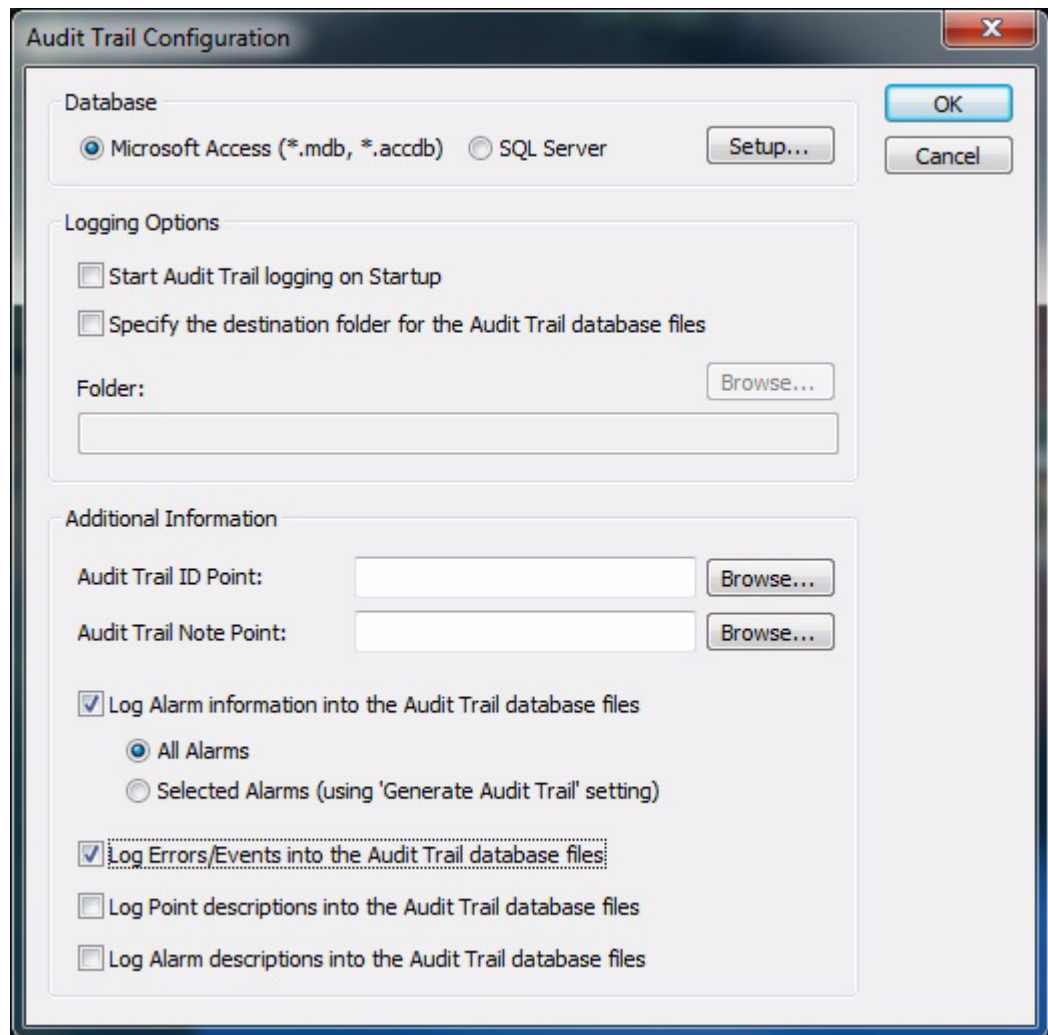 Audit Trail Configuration
Database
Microsoft Access (*.mdb, *.accdb) SQL Server Setup...
OK
Cancel
Logging Options
Start Audit Trail logging on Startup
Specify the destination folder for the Audit Trail database files
Folder: Browse...
Additional Information
Audit Trail ID Point: Browse...
Audit Trail Note Point: Browse...
Log Alarm information into the Audit Trail database files
All Alarms
Selected Alarms (using 'Generate Audit Trail' setting)
Log Errors/Events into the Audit Trail database files
Log Point descriptions into the Audit Trail database files
Log Alarm descriptions into the Audit Trail database files